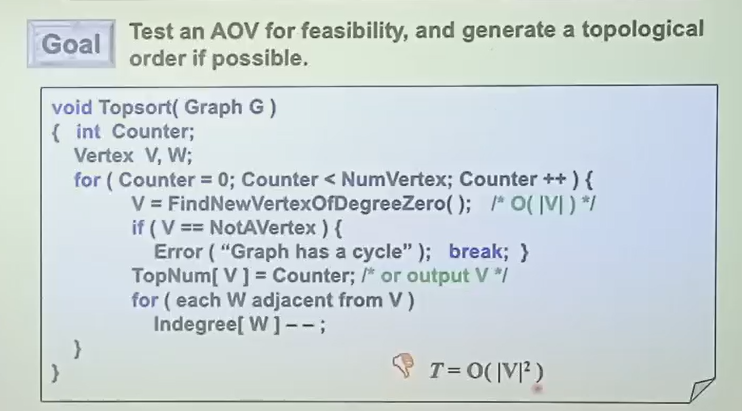 Goal
Test an AOV for feasibility, and generate a topological
order if possible.
void Topsort( Graph G )
{ int Counter;
Vertex V, W;
for ( Counter = 0; Counter < NumVertex; Counter ++ ) {
V = FindNewVertexOfDegreeZero( ); /* O( |V| ) */
if ( V == NotAVertex ) {
Error ( “Graph has a cycle” ); break; }
TopNum[ V ] = Counter; /* or output V */
for ( each W adjacent from V )
Indegree[ W ] – – ;
}
}
T = O( |V|² )